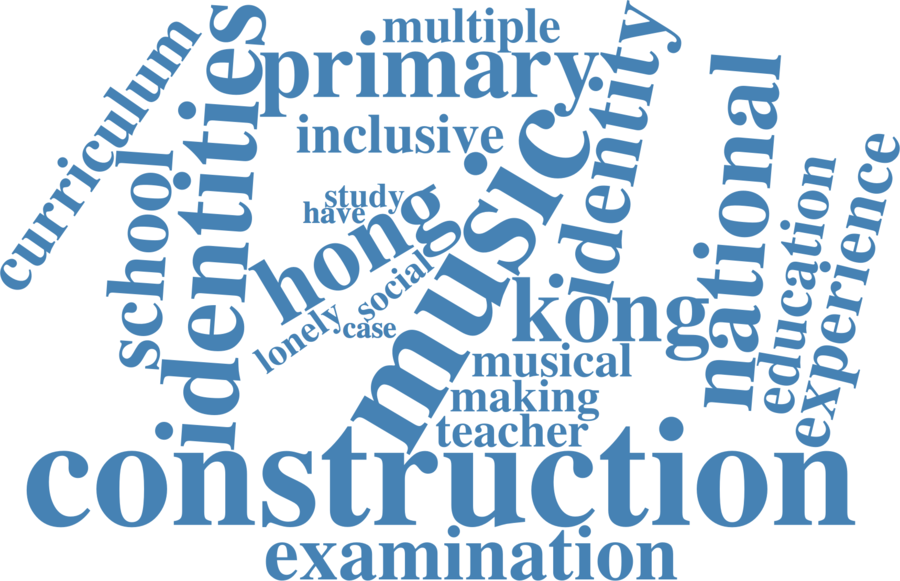 multiple
primary
curriculum
identities
identity
inclusive
music
national
school
study
have
hong
education
experience
social
kong
lonely
case
musical
making
teacher
construction
examination